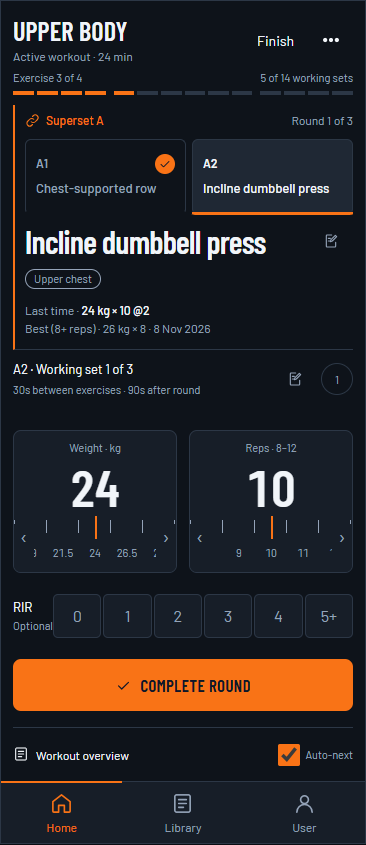 UPPER BODY
Finish
Active workout · 24 min
Exercise 3 of 4
5 of 14 working sets
Superset A
Round 1 of 3
A1
Chest-supported row
A2
Incline dumbbell press
Incline dumbbell press
Upper chest
Last time · 24 kg × 10 @2
Best (8+ reps) · 26 kg × 8 · 8 Nov 2026
A2 · Working set 1 of 3
30s between exercises · 90s after round
1
Weight · kg
24
21.5 24 26.5
Reps · 8–12
10
9 10 11
RIR
Optional
0 1 2 3 4 5+
COMPLETE ROUND
Workout overview
Auto-next
Home
Library
User